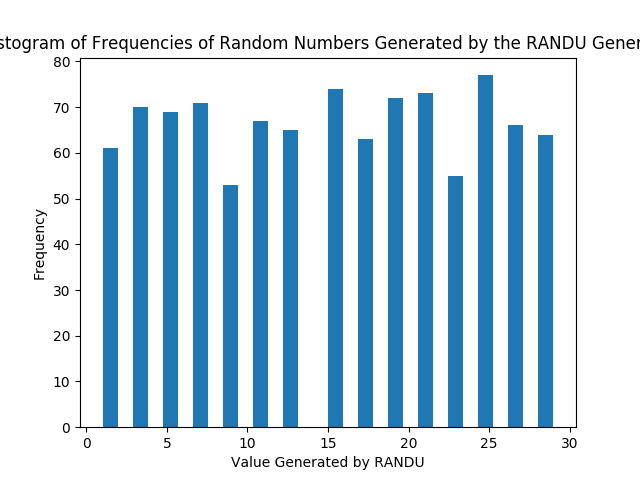 stogram of Frequencies of Random Numbers Generated by the RANDU Gener
80
70
60
50
40
30
20
10
0
Frequency
0 5 10 15 20 25 30
Value Generated by RANDU